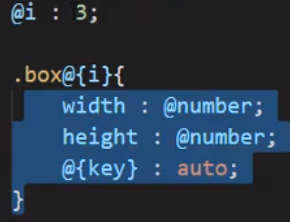 @i : 3;
.box@{i}{
width : @number;
height : @number;
@{key} : auto;
}